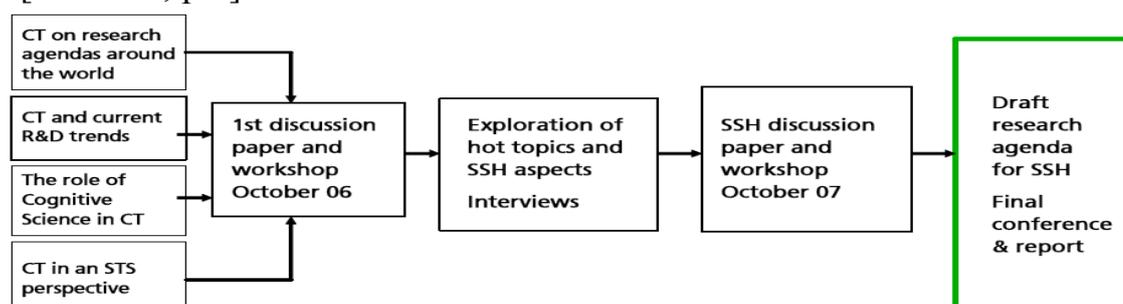 CT on research
agendas around
the world
CT and current
R&D trends
The role of
Cognitive
Science in CT
CT in an STS
perspective
1st discussion
paper and
workshop
October 06
Exploration of
hot topics and
SSH aspects
Interviews
SSH discussion
paper and
workshop
October 07
Draft
research
agenda
for SSH
Final
conference
& report